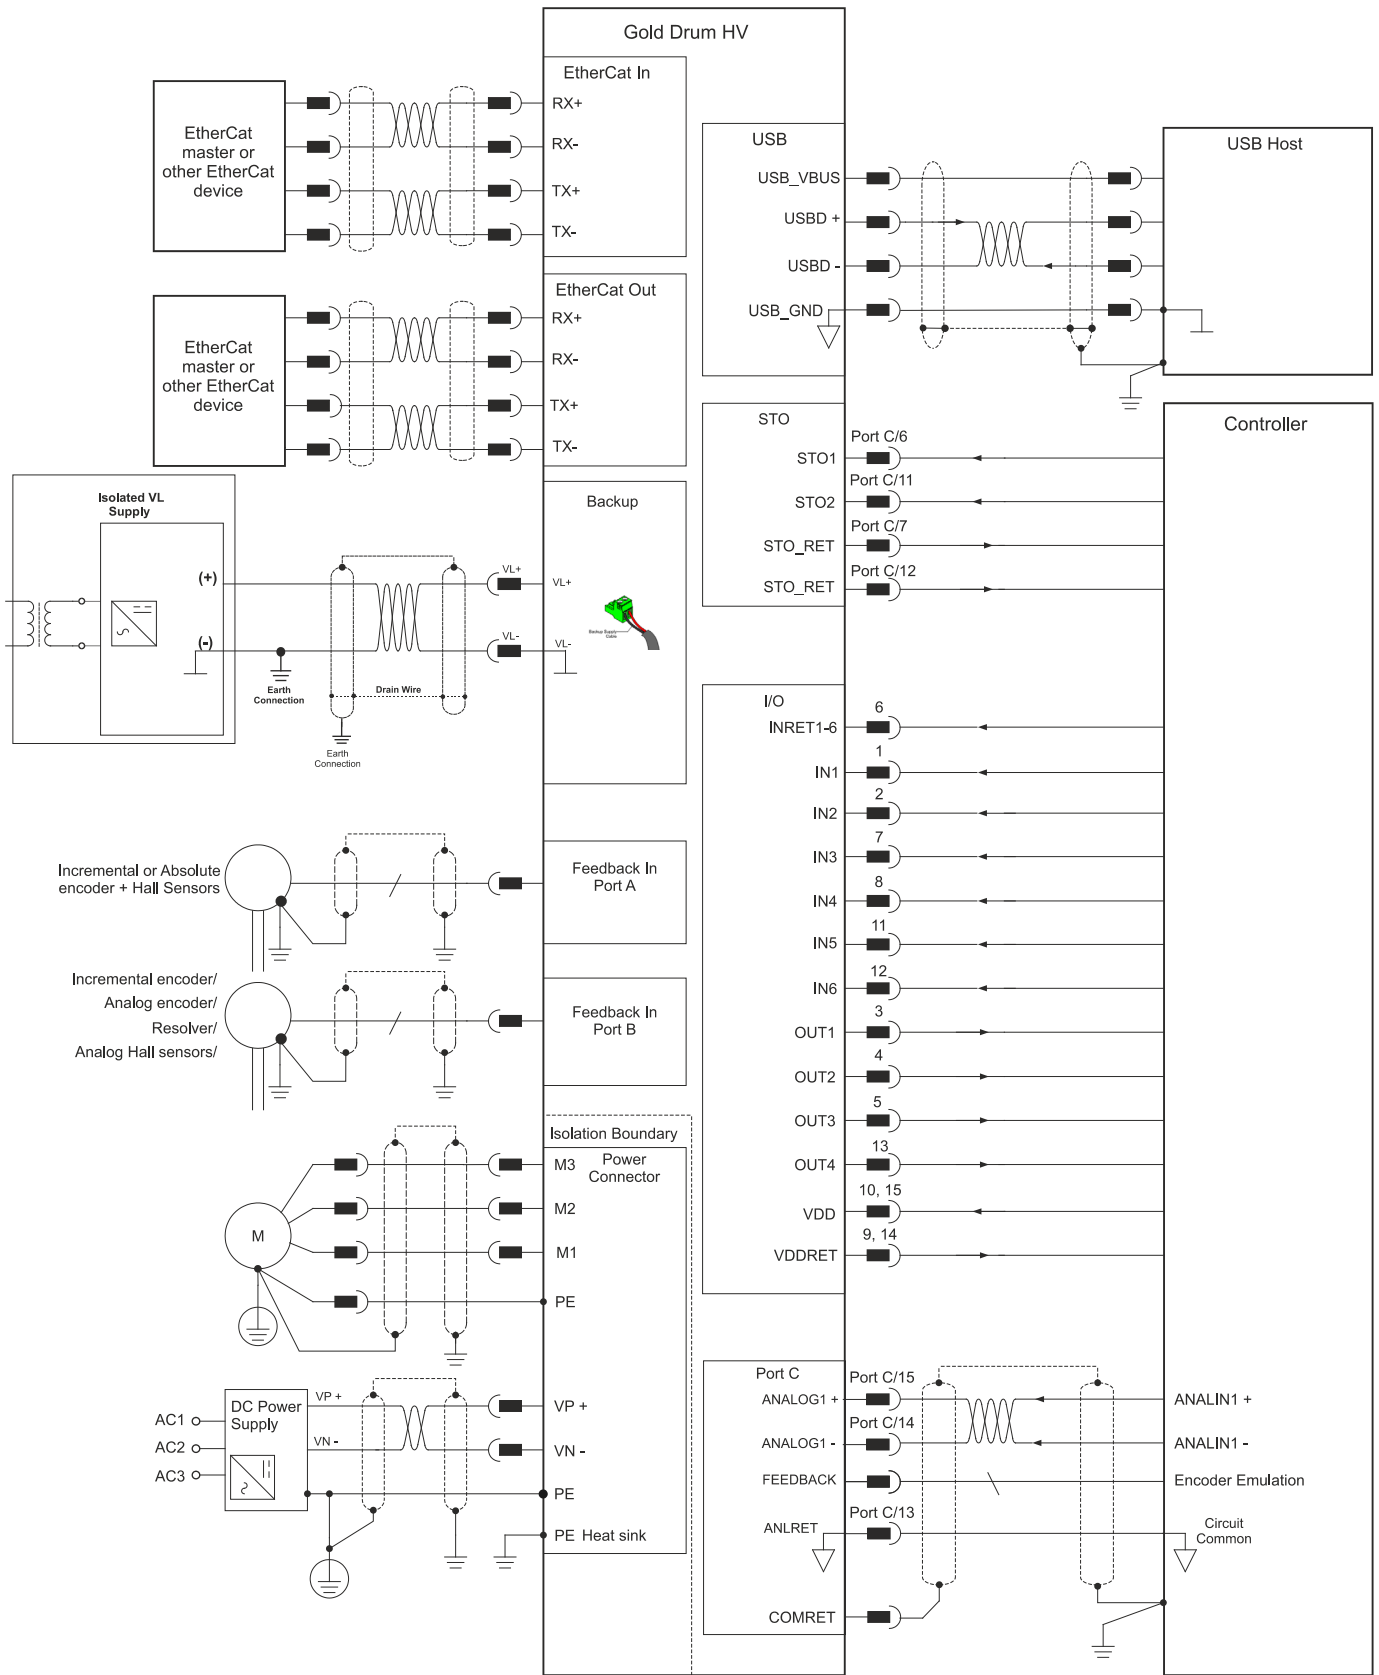 Gold Drum HV
EtherCat In
RX+
RX-
TX+
TX-
EtherCat
master or
other EtherCat
device
EtherCat Out
RX+
RX-
TX+
TX-
EtherCat
master or
other EtherCat
device
Isolated VL
Supply
(+)
(-)
Earth
Connection
Drain Wire
Earth
Connection
VL+
VL-
VL+
VL-
Backup
Backup Supply
Cable
Incremental or Absolute
encoder + Hall Sensors
Feedback In
Port A
Incremental encoder/
Analog encoder/
Resolver/
Analog Hall sensors/
Feedback In
Port B
Isolation Boundary
Power
Connector
M3
M2
M1
PE
M
AC1
AC2
AC3
DC Power
Supply
VP +
VN -
VP +
VN -
PE
PE Heat sink
USB
USB_VBUS
USBD +
USBD -
USB_GND
USB Host
STO
STO1
STO2
STO_RET
STO_RET
Port C/6
Port C/11
Port C/7
Port C/12
Controller
I/O
INRET1-6
6
IN1
1
IN2
2
IN3
7
IN4
8
IN5
11
IN6
12
OUT1
3
OUT2
4
OUT3
5
OUT4
13
VDD
10, 15
VDDRET
9, 14
Port C
ANALOG1 +
Port C/15
ANALIN1 +
ANALOG1 -
Port C/14
ANALIN1 -
FEEDBACK
Encoder Emulation
ANLRET
Port C/13
Circuit
Common
COMRET